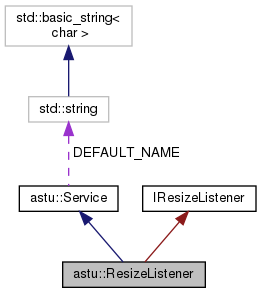 std::basic_string<
char >
std::string
DEFAULT_NAME
astu::Service
IResizeListener
astu::ResizeListener